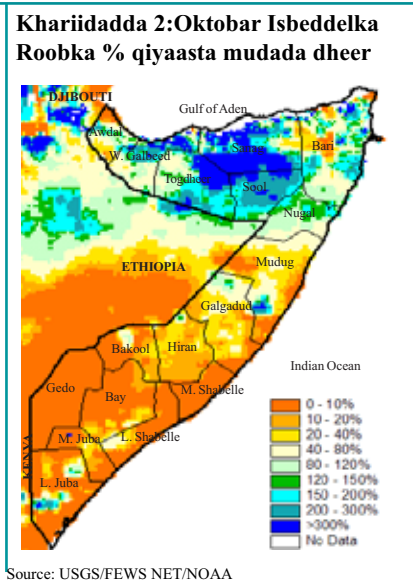 Khariidadda 2:Oktobar Isbeddelka
Roobka % qiyaasta mudada dheer
DJIBOUTI
Gulf of Aden
Awdal
W. Galbeed
Sanag
Bari
Togdheer
Sool
Nugal
ETHIOPIA
Mudug
Galgadud
Bakool
Hiran
Indian Ocean
Gedo
Bay
M. Shabelle
M. Juba
L. Shabelle
KENYA
L. Juba
0 - 10%
10 - 20%
20 - 40%
40 - 80%
80 - 120%
120 - 150%
150 - 200%
200 - 300%
>300%
No Data
Source: USGS/FEWS NET/NOAA